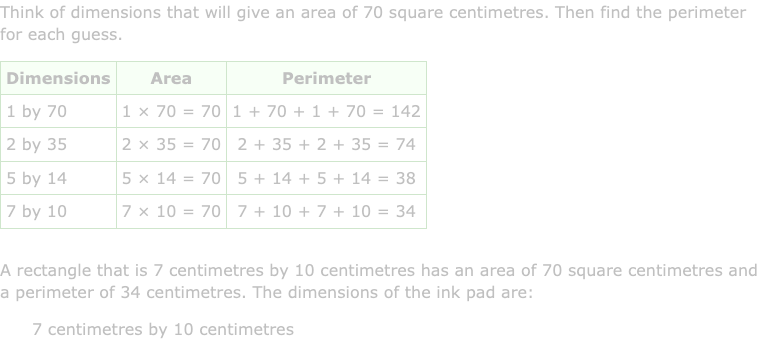 Think of dimensions that will give an area of 70 square centimetres. Then find the perimeter
for each guess.
Dimensions Area Perimeter
1 by 70 1 × 70 = 70 1 + 70 + 1 + 70 = 142
2 by 35 2 × 35 = 70 2 + 35 + 2 + 35 = 74
5 by 14 5 × 14 = 70 5 + 14 + 5 + 14 = 38
7 by 10 7 × 10 = 70 7 + 10 + 7 + 10 = 34
A rectangle that is 7 centimetres by 10 centimetres has an area of 70 square centimetres and
a perimeter of 34 centimetres. The dimensions of the ink pad are:
7 centimetres by 10 centimetres